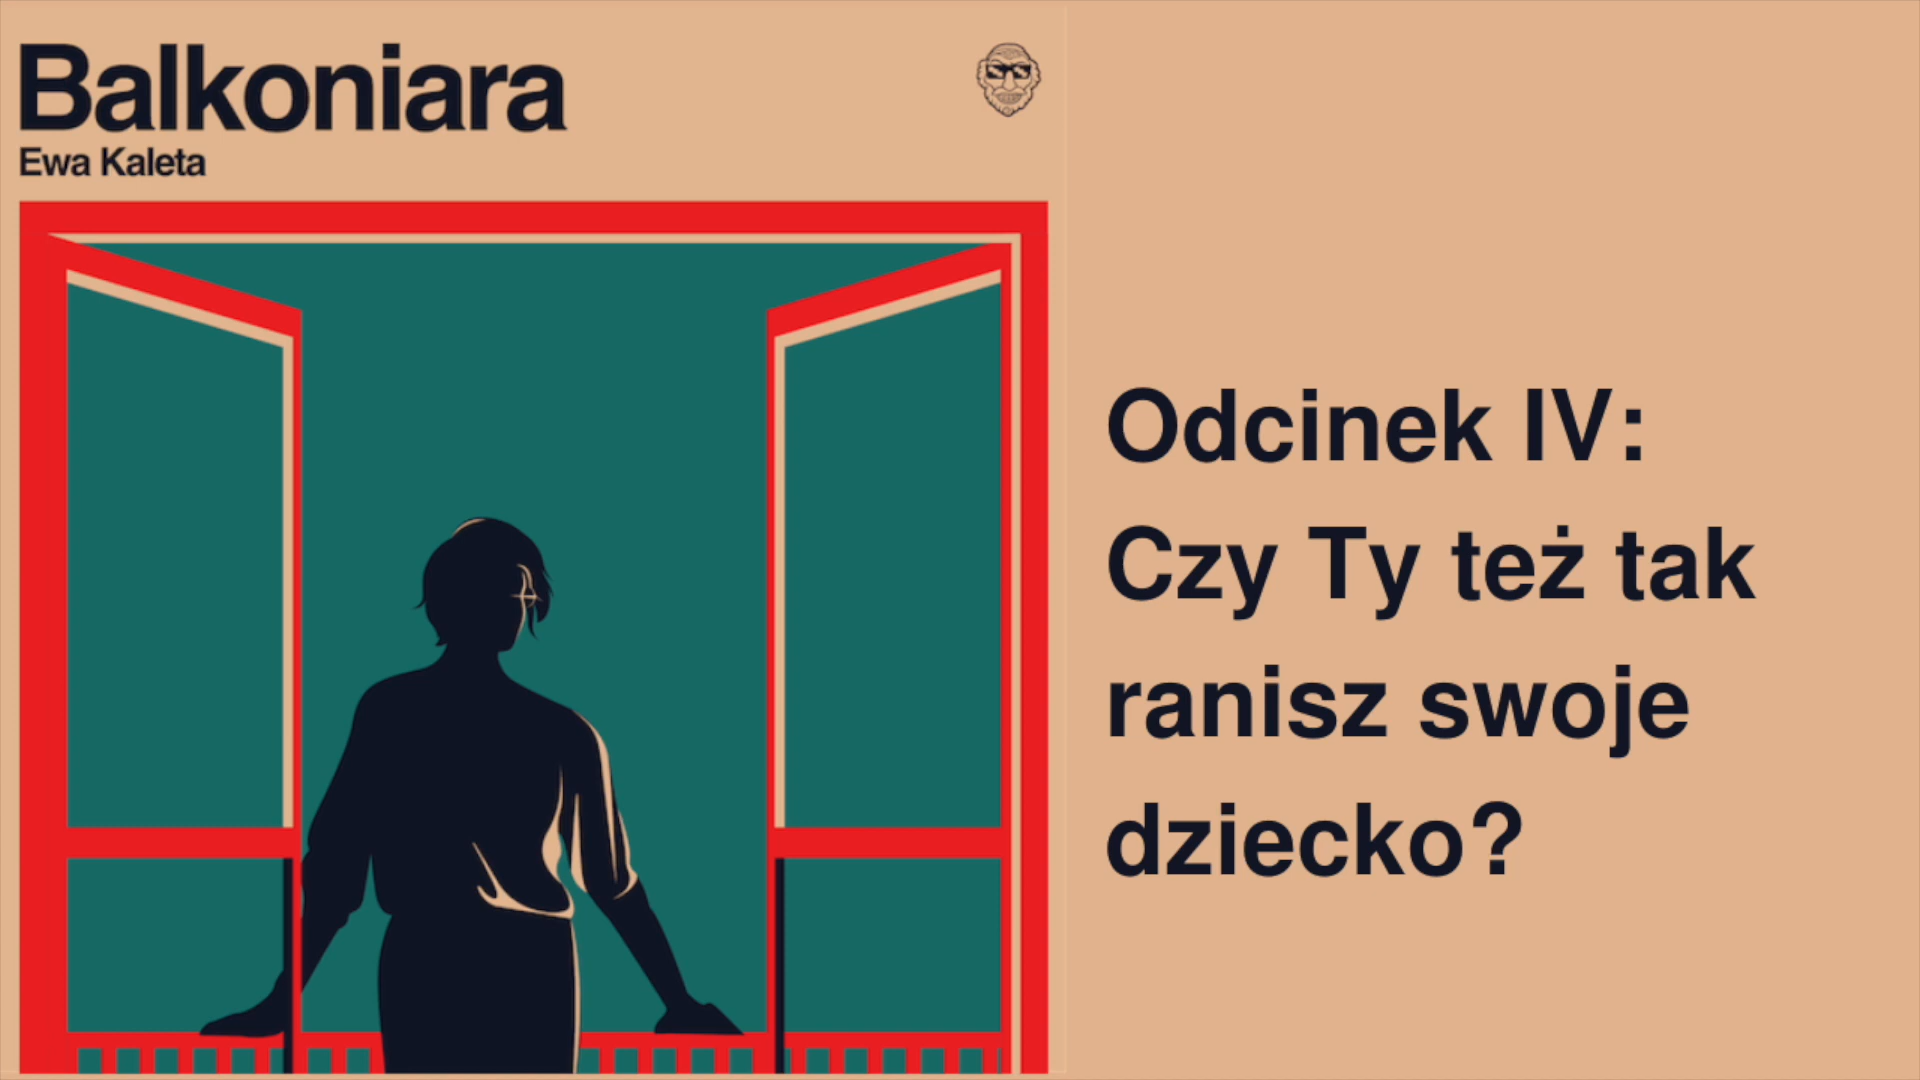 Balkoniara
Ewa Kaleta
Odcinek IV:
Czy Ty też tak
ranisz swoje
dziecko?